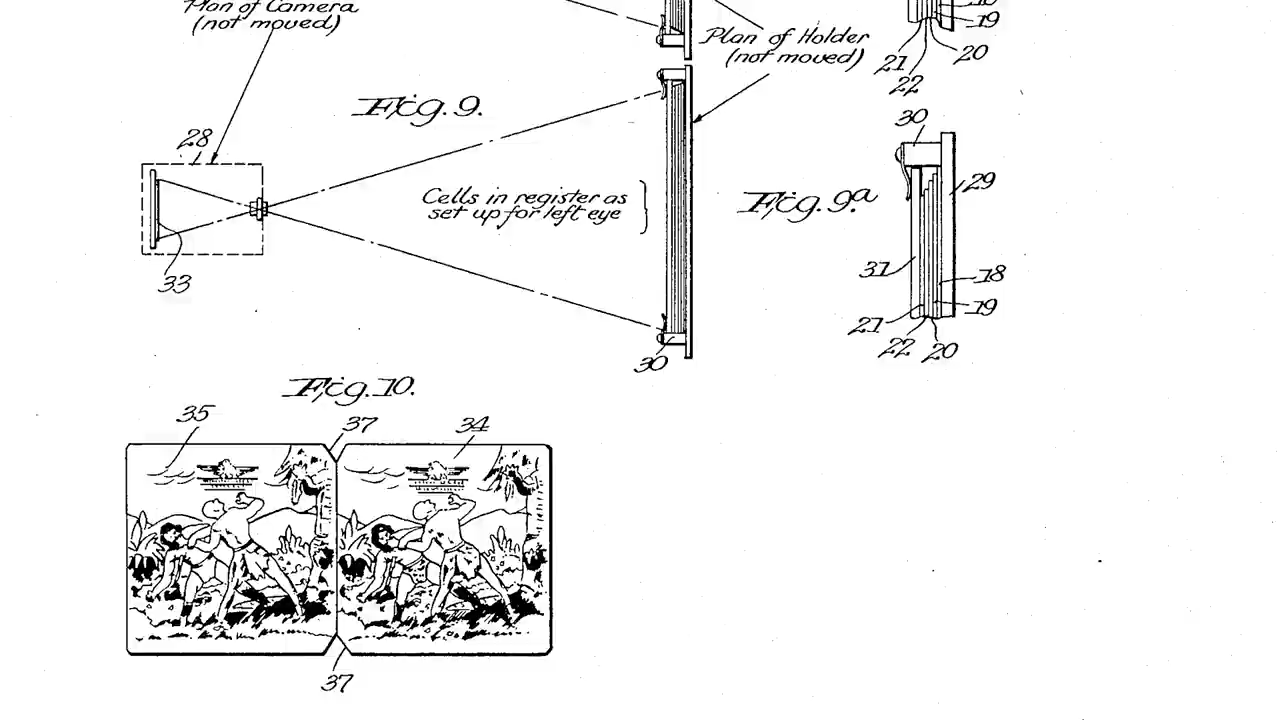 Plan of Camera
(not moved)
Plan of Holder
(not moved)
19
20
21
22
Fig. 9.
28
30
29
Cells in register as
set up for left eye
Fig. 9a
33
31
18
19
21
22
20
30
Fig. 10.
35
37
34
37